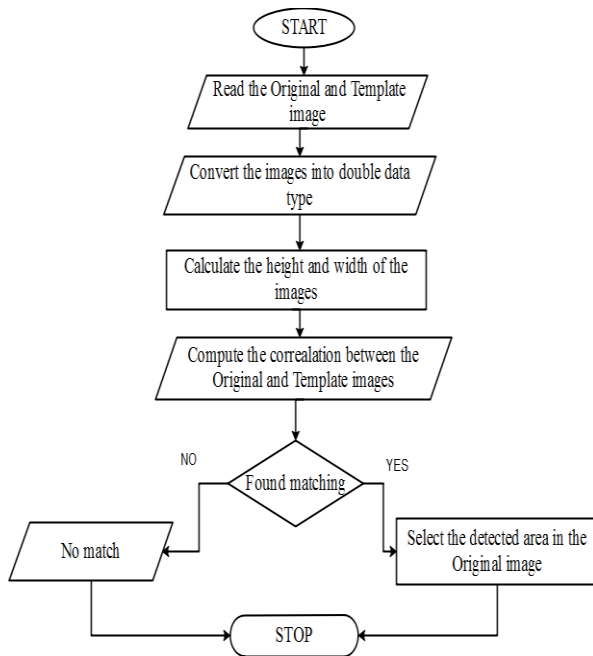 START
Read the Original and Template
image
Convert the images into double data
type
Calculate the height and width of the
images
Compute the correalation between the
Original and Template images
NO
YES
Found matching
No match
Select the detected area in the
Original image
STOP